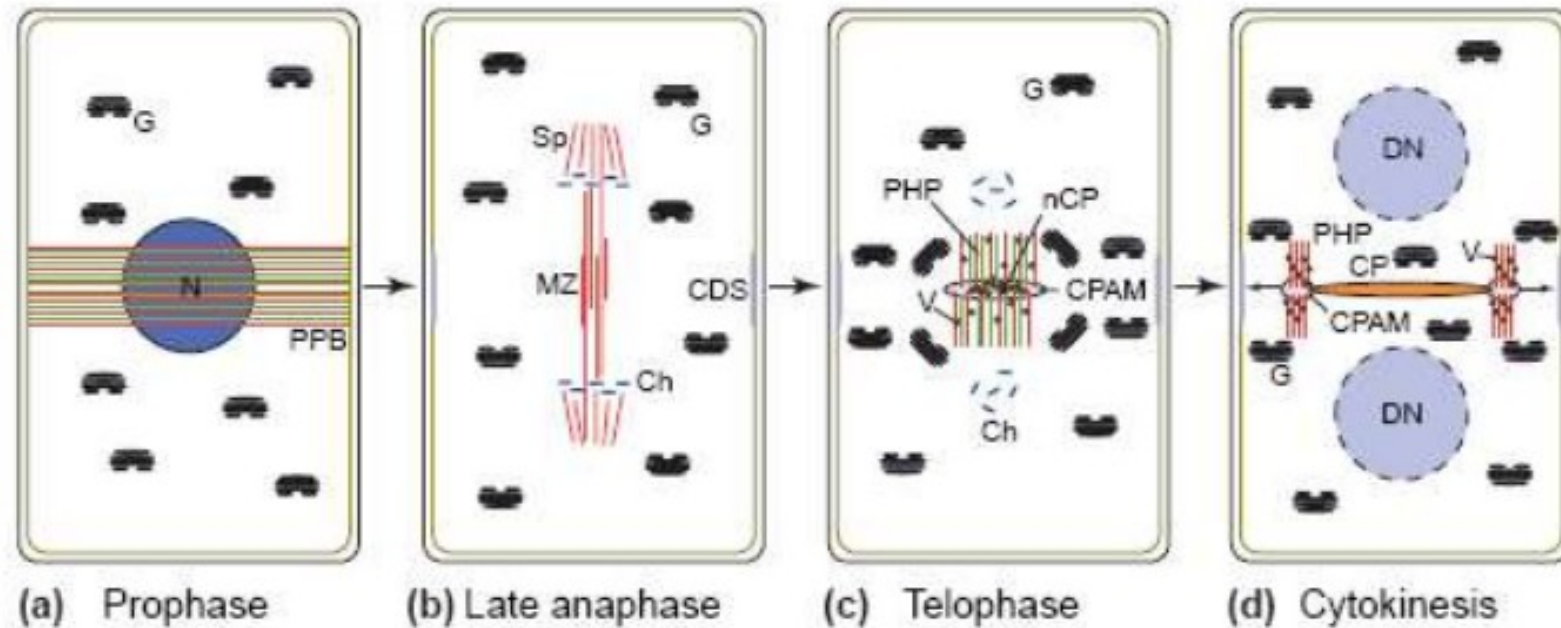 G
N
PPB
Sp
G
MZ
CDS
Ch
G
PHP
nCP
V
CPAM
Ch
DN
PHP
V
CP
CPAM
G
DN
(a) Prophase
(b) Late anaphase
(c) Telophase
(d) Cytokinesis